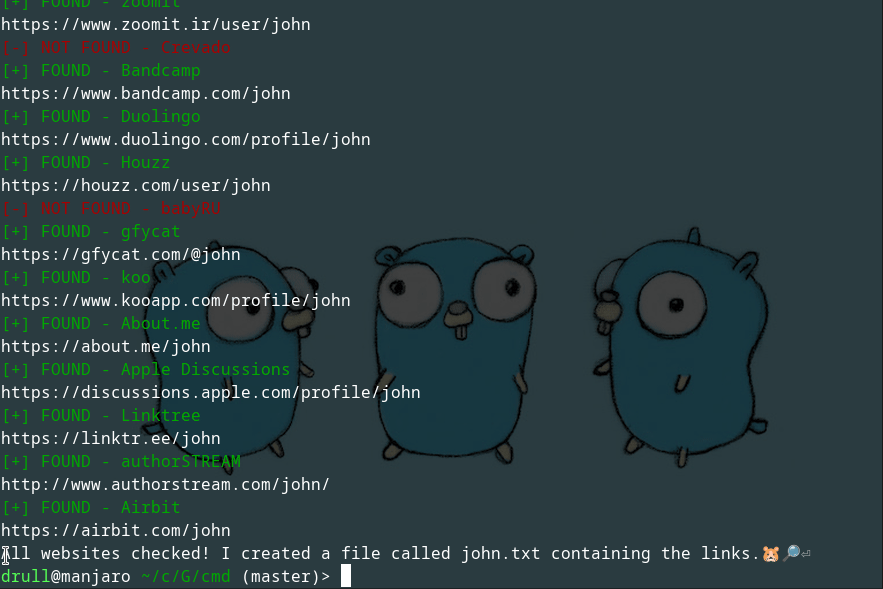 [+] FOUND - zoomit
https://www.zoomit.ir/user/john
[-] NOT FOUND - Crevado
[+] FOUND - Bandcamp
https://www.bandcamp.com/john
[+] FOUND - Duolingo
https://www.duolingo.com/profile/john
[+] FOUND - Houzz
https://houzz.com/user/john
[-] NOT FOUND - babyRU
[+] FOUND - gfycat
https://gfycat.com/@john
[+] FOUND - koo
https://www.kooapp.com/profile/john
[+] FOUND - About.me
https://about.me/john
[+] FOUND - Apple Discussions
https://discussions.apple.com/profile/john
[+] FOUND - Linktree
https://linktr.ee/john
[+] FOUND - authorSTREAM
http://www.authorstream.com/john/
[+] FOUND - Airbit
https://airbit.com/john
All websites checked! I created a file called john.txt containing the links.🐹🔎⏎
drull@manjaro ~/c/G/cmd (master)>